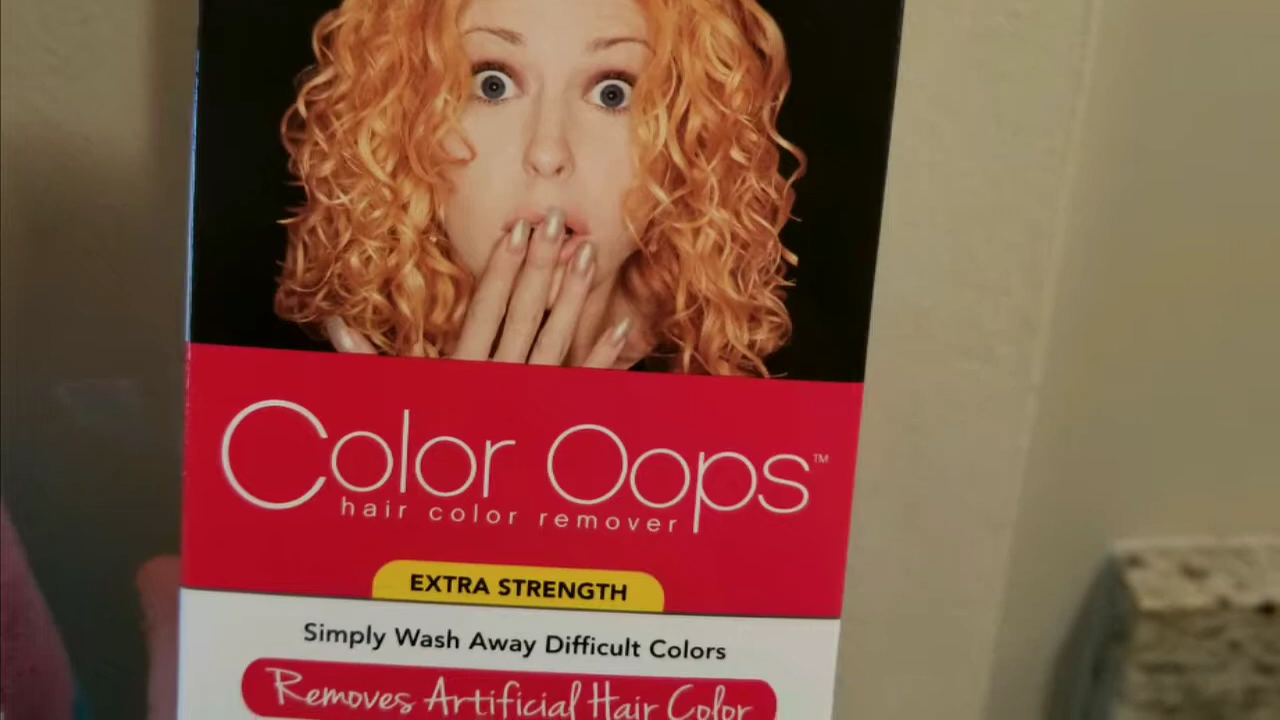 Color Oops™
hair color remover
EXTRA STRENGTH
Simply Wash Away Difficult Colors
Removes Artificial Hair Color